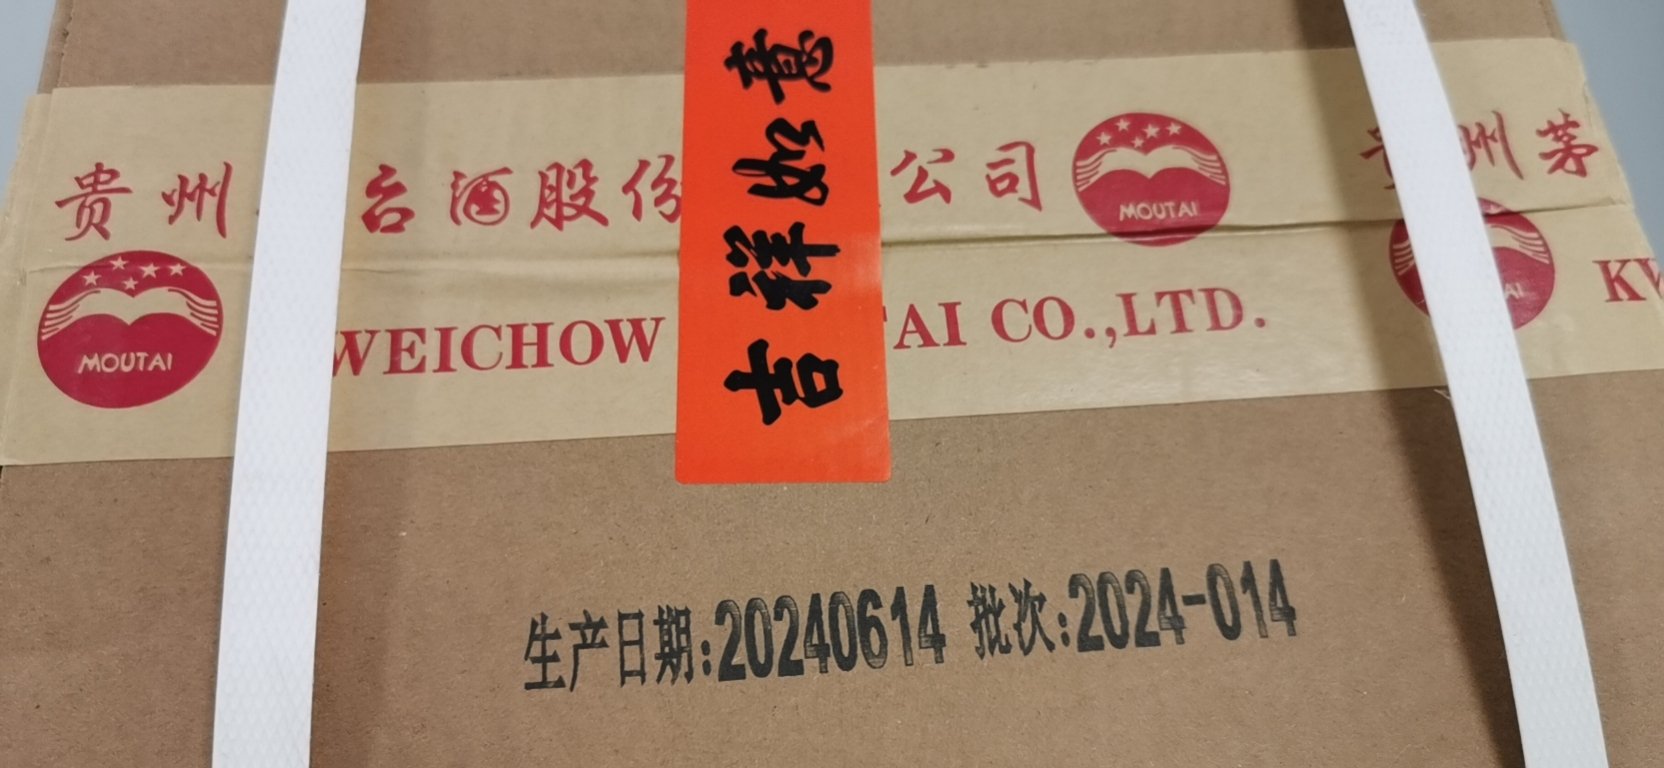 吉祥如意
贵州 台酒股份 公司
MOUTAI
州茅
MOUTAI
WEICHOW AI CO.,LTD.
AI
KW
生产日期:20240614 批次:2024-014